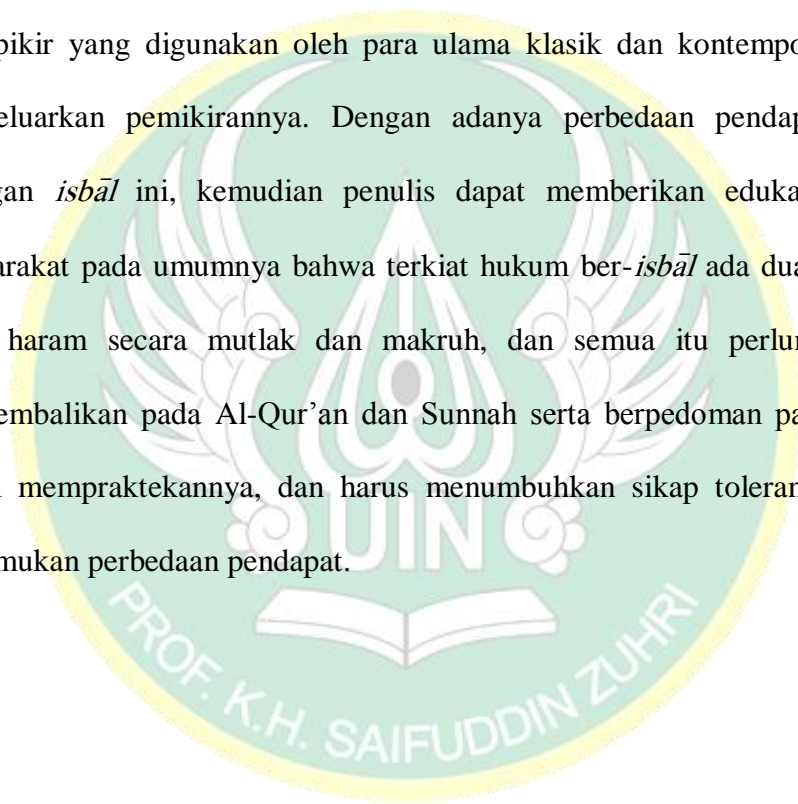 pikir yang digunakan oleh para ulama klasik dan kontempo
eluarkan pemikirannya. Dengan adanya perbedaan pendap
gan isbāl ini, kemudian penulis dapat memberikan eduka
arakat pada umumnya bahwa terkiat hukum ber-isbāl ada dua
haram secara mutlak dan makruh, dan semua itu perlun
embalikan pada Al-Qur’an dan Sunnah serta berpedoman pa
mempraktekannya, dan harus menumbuhkan sikap toleran
mukan perbedaan pendapat.
UIN
PROF. K.H. SAIFUDDIN ZUHRI